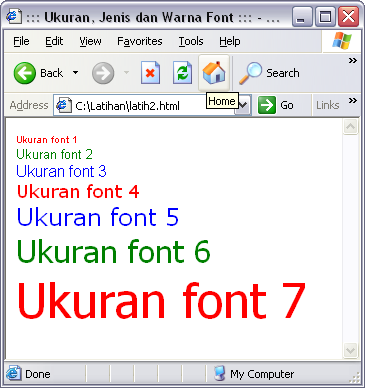 ::: Ukuran, Jenis dan Warna Font ::: - ...
File Edit View Favorites Tools Help
Back Search
Address C:\Latihan\latih2.html Go Links
Home
Ukuran font 1
Ukuran font 2
Ukuran font 3
Ukuran font 4
Ukuran font 5
Ukuran font 6
Ukuran font 7
Done My Computer